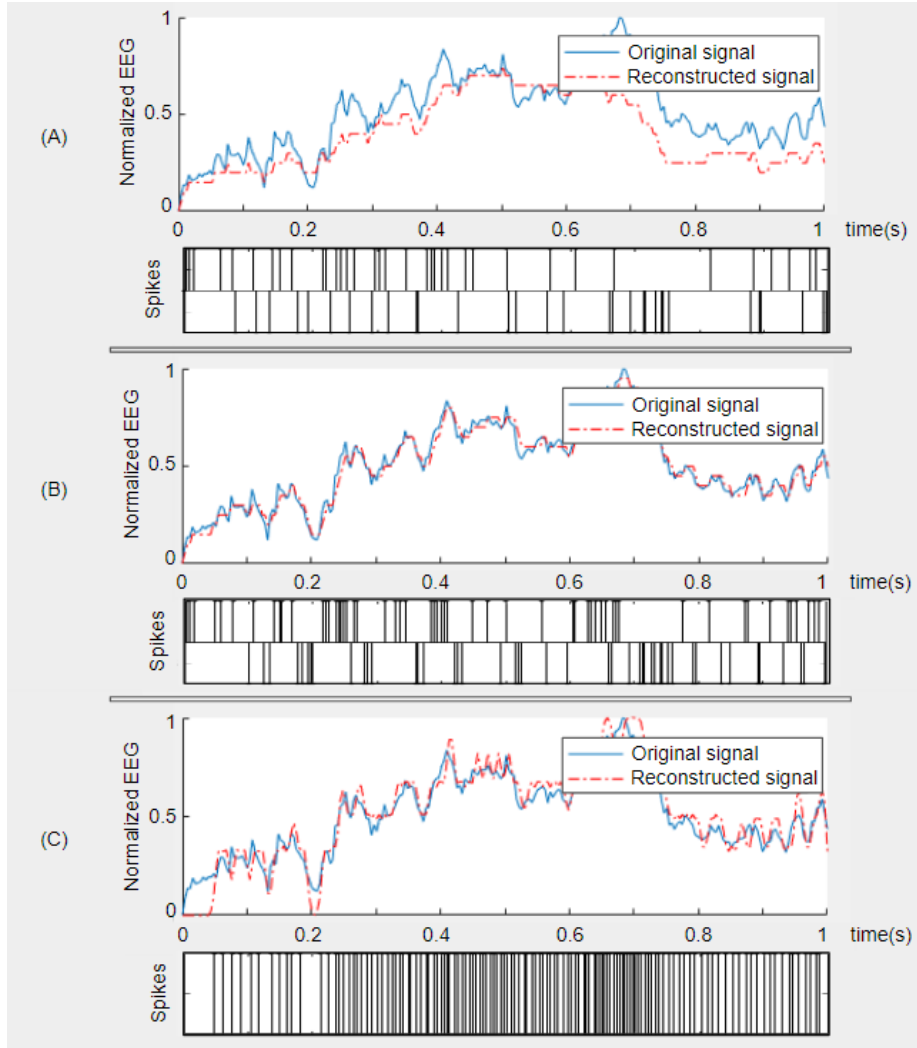 (A)
Normalized EEG
1
0.5
0
Original signal
Reconstructed signal
0 0.2 0.4 0.6 0.8 1 time(s)
Spikes
(B)
Normalized EEG
1
0.5
0
Original signal
Reconstructed signal
0 0.2 0.4 0.6 0.8 1 time(s)
Spikes
(C)
Normalized EEG
1
0.5
0
Original signal
Reconstructed signal
0 0.2 0.4 0.6 0.8 1 time(s)
Spikes